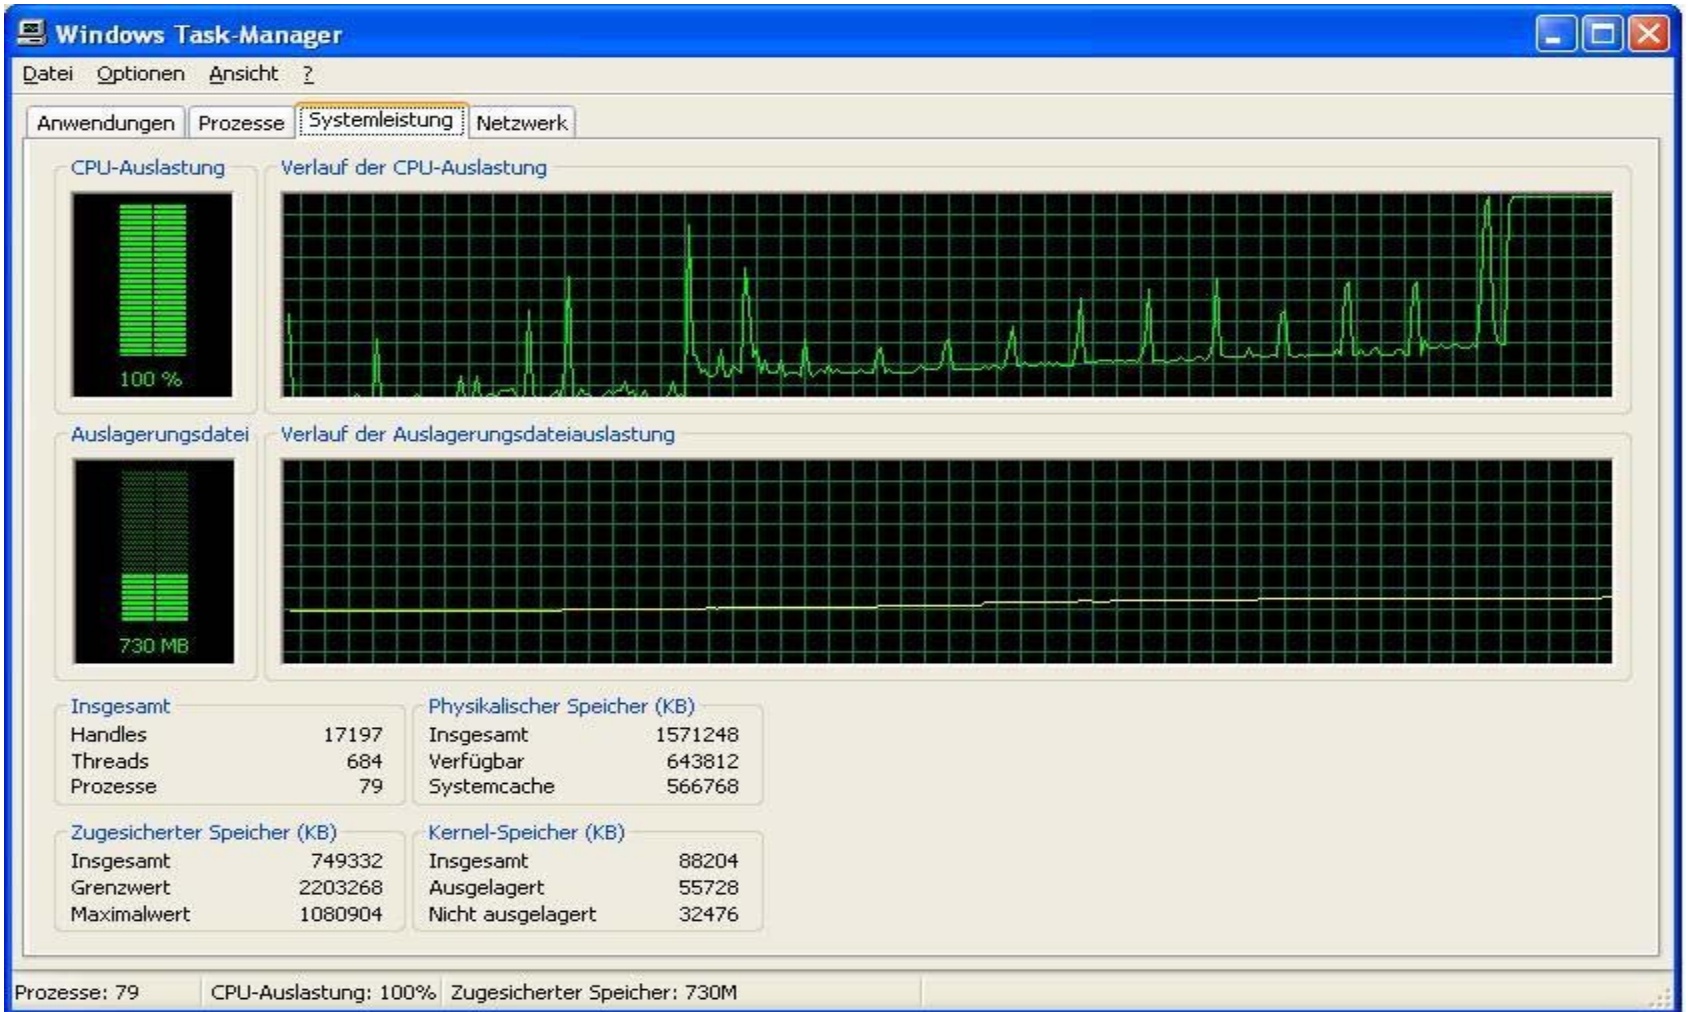 Windows Task-Manager
Datei Optionen Ansicht ?
Anwendungen Prozesse Systemleistung Netzwerk
CPU-Auslastung Verlauf der CPU-Auslastung
100 %
Auslagerungsdatei Verlauf der Auslagerungsdateiauslastung
730 MB
Insgesamt
Handles 17197
Threads 684
Prozesse 79
Physikalischer Speicher (KB)
Insgesamt 1571248
Verfügbar 643812
Systemcache 566768
Zugesicherter Speicher (KB)
Insgesamt 749332
Grenzwert 2203268
Maximalwert 1080904
Kernel-Speicher (KB)
Insgesamt 88204
Ausgelagert 55728
Nicht ausgelagert 32476
Prozesse: 79 CPU-Auslastung: 100% Zugesicherter Speicher: 730M